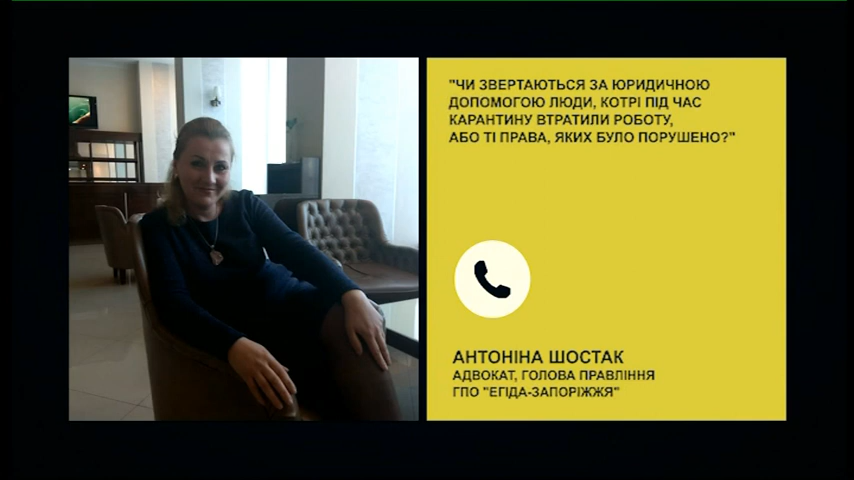 "ЧИ ЗВЕРТАЮТЬСЯ ЗА ЮРИДИЧНОЮ
ДОПОМОГОЮ ЛЮДИ, КОТРІ ПІД ЧАС
КАРАНТИНУ ВТРАТИЛИ РОБОТУ,
АБО ТІ ПРАВА, ЯКИХ БУЛО ПОРУШЕНО?"
АНТОНІНА ШОСТАК
АДВОКАТ, ГОЛОВА ПРАВЛІННЯ
ГПО "ЕГІДА-ЗАПОРІЖЖЯ"